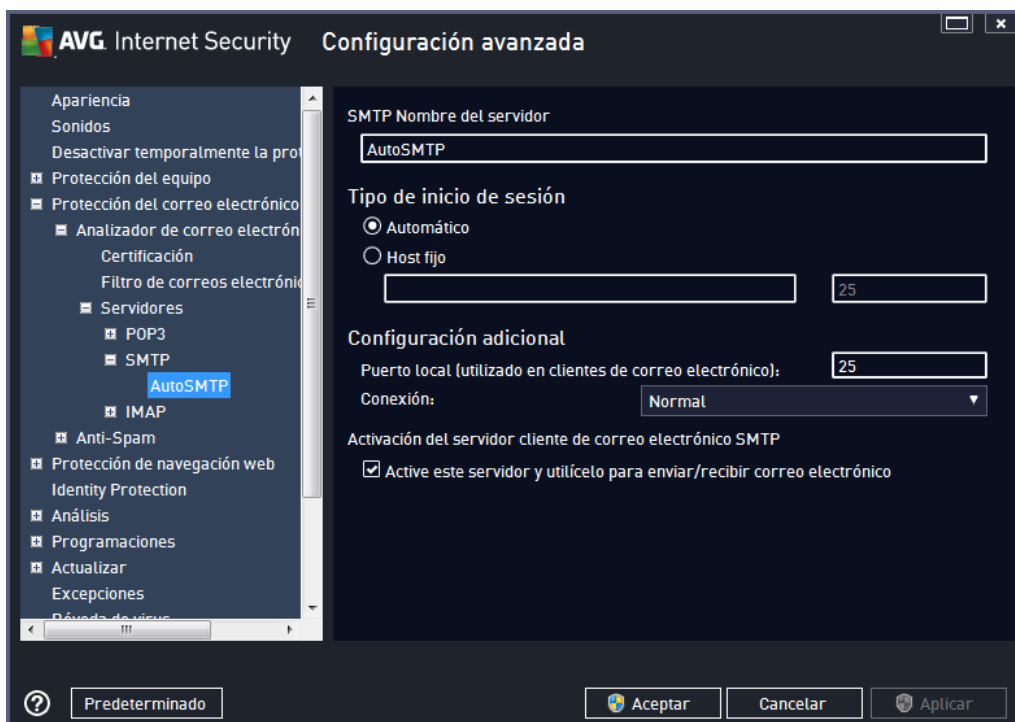 AVG Internet Security Configuración avanzada
Apariencia
Sonidos
Desactivar temporalmente la prot
Protección del equipo
Protección del correo electrónico
Analizador de correo electrón
Certificación
Filtro de correos electrónic
Servidores
POP3
SMTP
AutoSMTP
IMAP
Anti-Spam
Protección de navegación web
Identity Protection
Análisis
Programaciones
Actualizar
Excepciones
Bóveda de virus
SMTP Nombre del servidor
AutoSMTP
Tipo de inicio de sesión
Automático
Host fijo
25
Configuración adicional
Puerto local (utilizado en clientes de correo electrónico): 25
Conexión: Normal
Activación del servidor cliente de correo electrónico SMTP
Active este servidor y utilícelo para enviar/recibir correo electrónico
Predeterminado
Aceptar
Cancelar
Aplicar